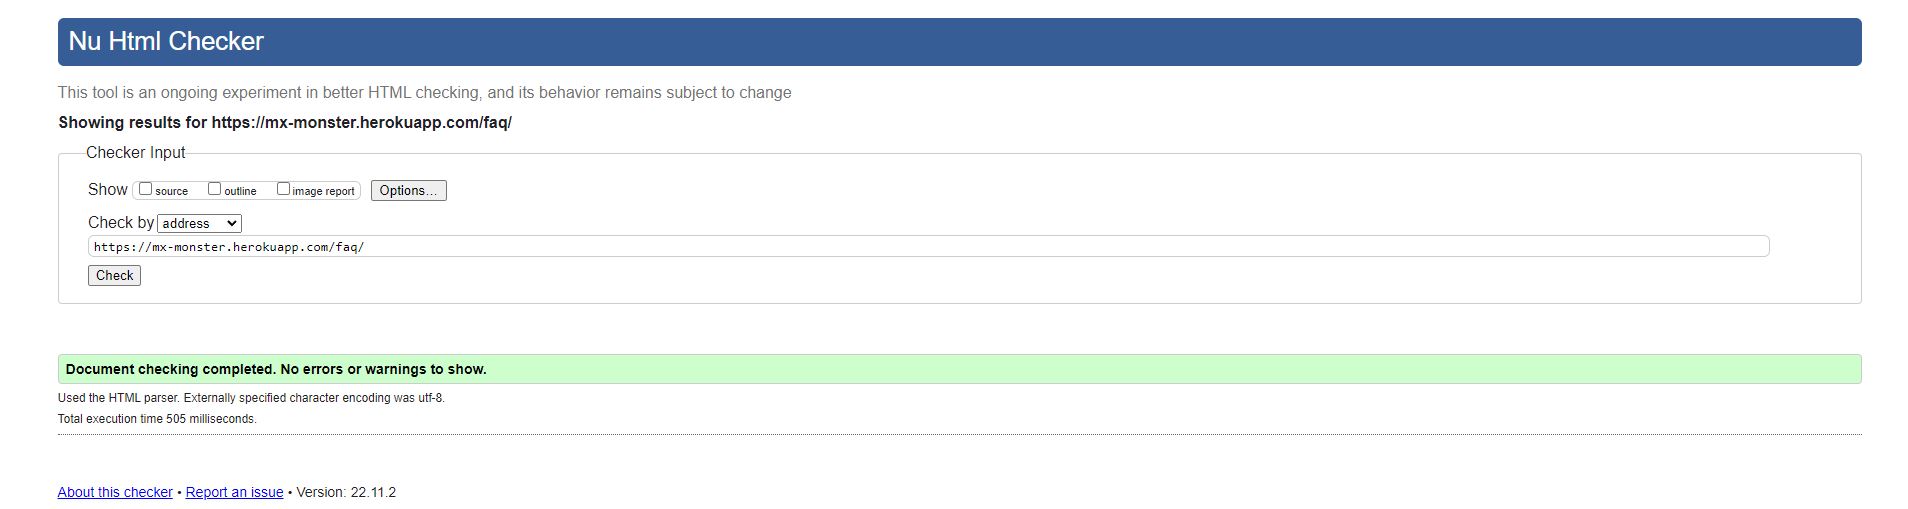 Nu Html Checker
This tool is an ongoing experiment in better HTML checking, and its behavior remains subject to change
Showing results for https://mx-monster.herokuapp.com/faq/
Checker Input
Show source outline image report Options...
Check by address
https://mx-monster.herokuapp.com/faq/
Check
Document checking completed. No errors or warnings to show.
Used the HTML parser. Externally specified character encoding was utf-8.
Total execution time 505 milliseconds.
About this checker • Report an issue • Version: 22.11.2